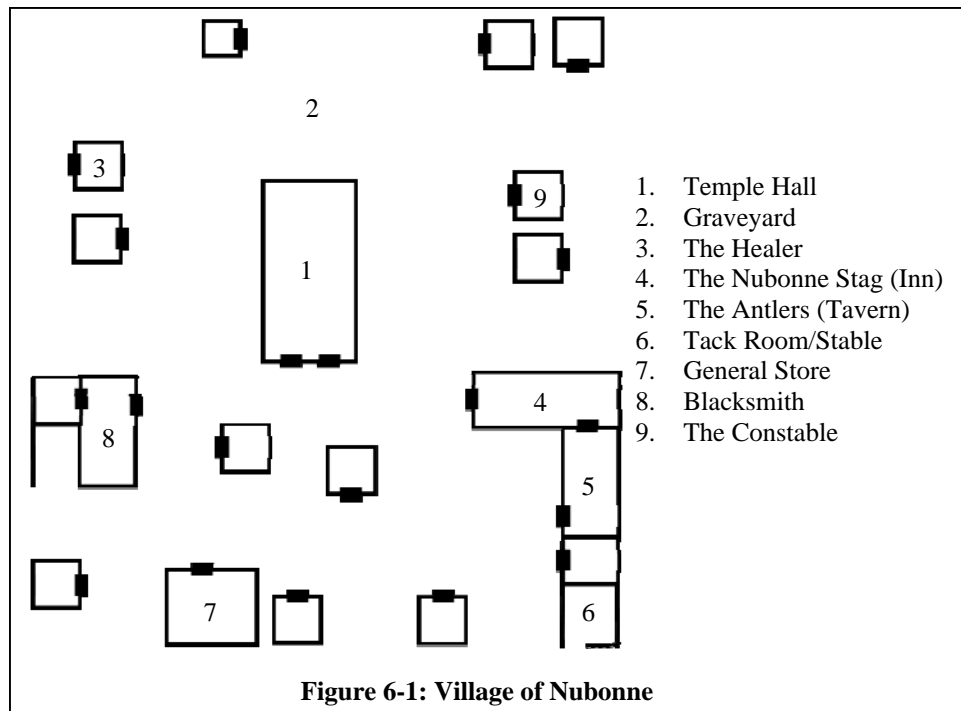 2
3
9
1
4
8
5
7
6
1. Temple Hall
2. Graveyard
3. The Healer
4. The Nubonne Stag (Inn)
5. The Antlers (Tavern)
6. Tack Room/Stable
7. General Store
8. Blacksmith
9. The Constable
Figure 6-1: Village of Nubonne